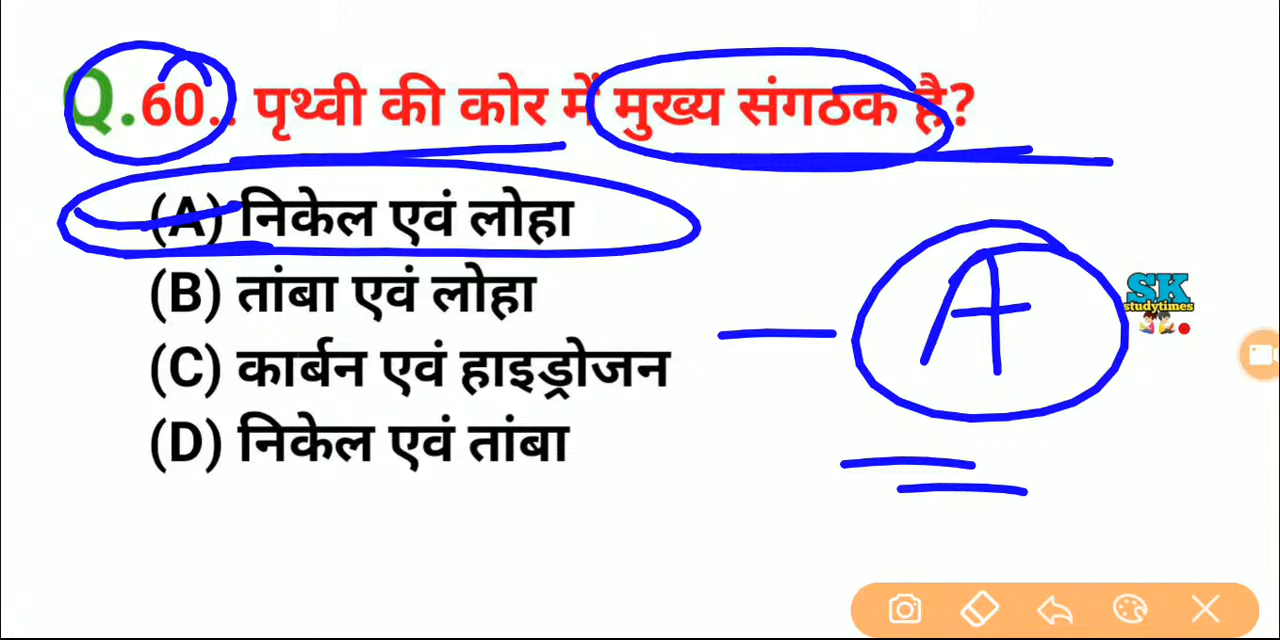 Q.60.. पृथ्वी की कोर में मुख्य संगठक है?
(A) निकेल एवं लोहा
(B) तांबा एवं लोहा
(C) कार्बन एवं हाइड्रोजन
(D) निकेल एवं तांबा
A
SK
studytimes